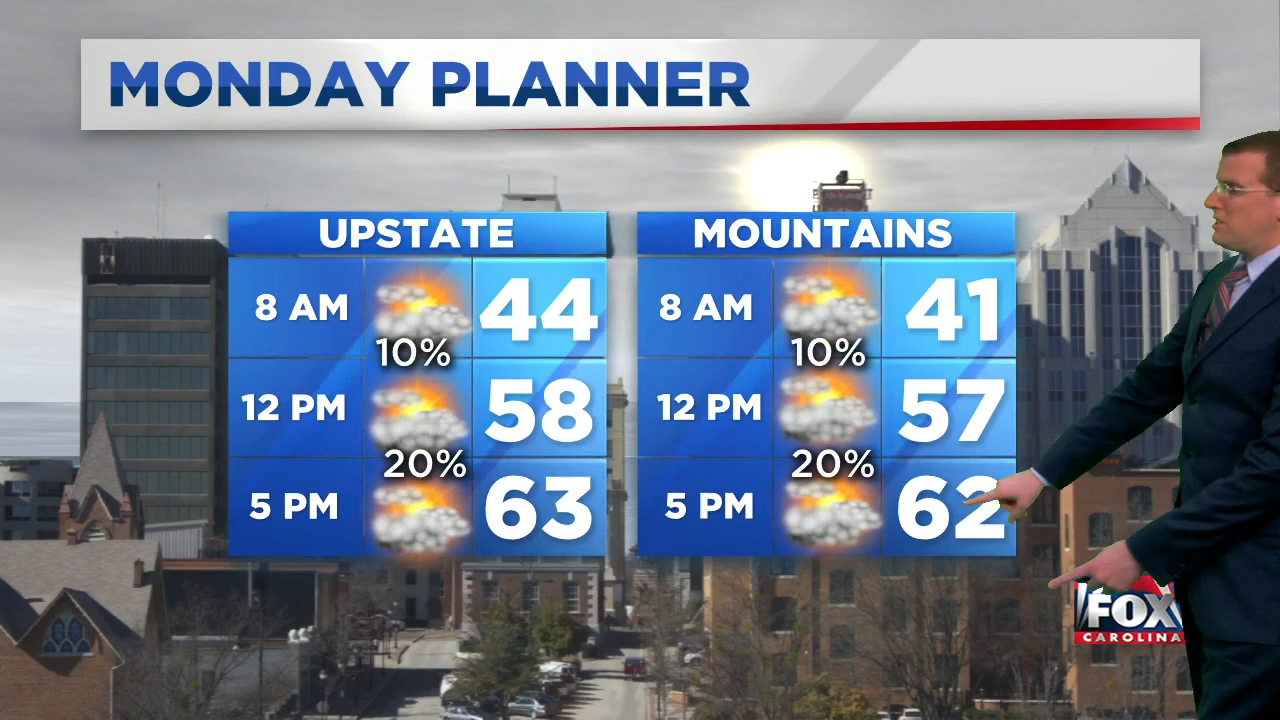 MONDAY PLANNER
UPSTATE
8 AM 44
10%
12 PM 58
20%
5 PM 63
MOUNTAINS
8 AM 41
10%
12 PM 57
20%
5 PM 62
FOX
CAROLINA